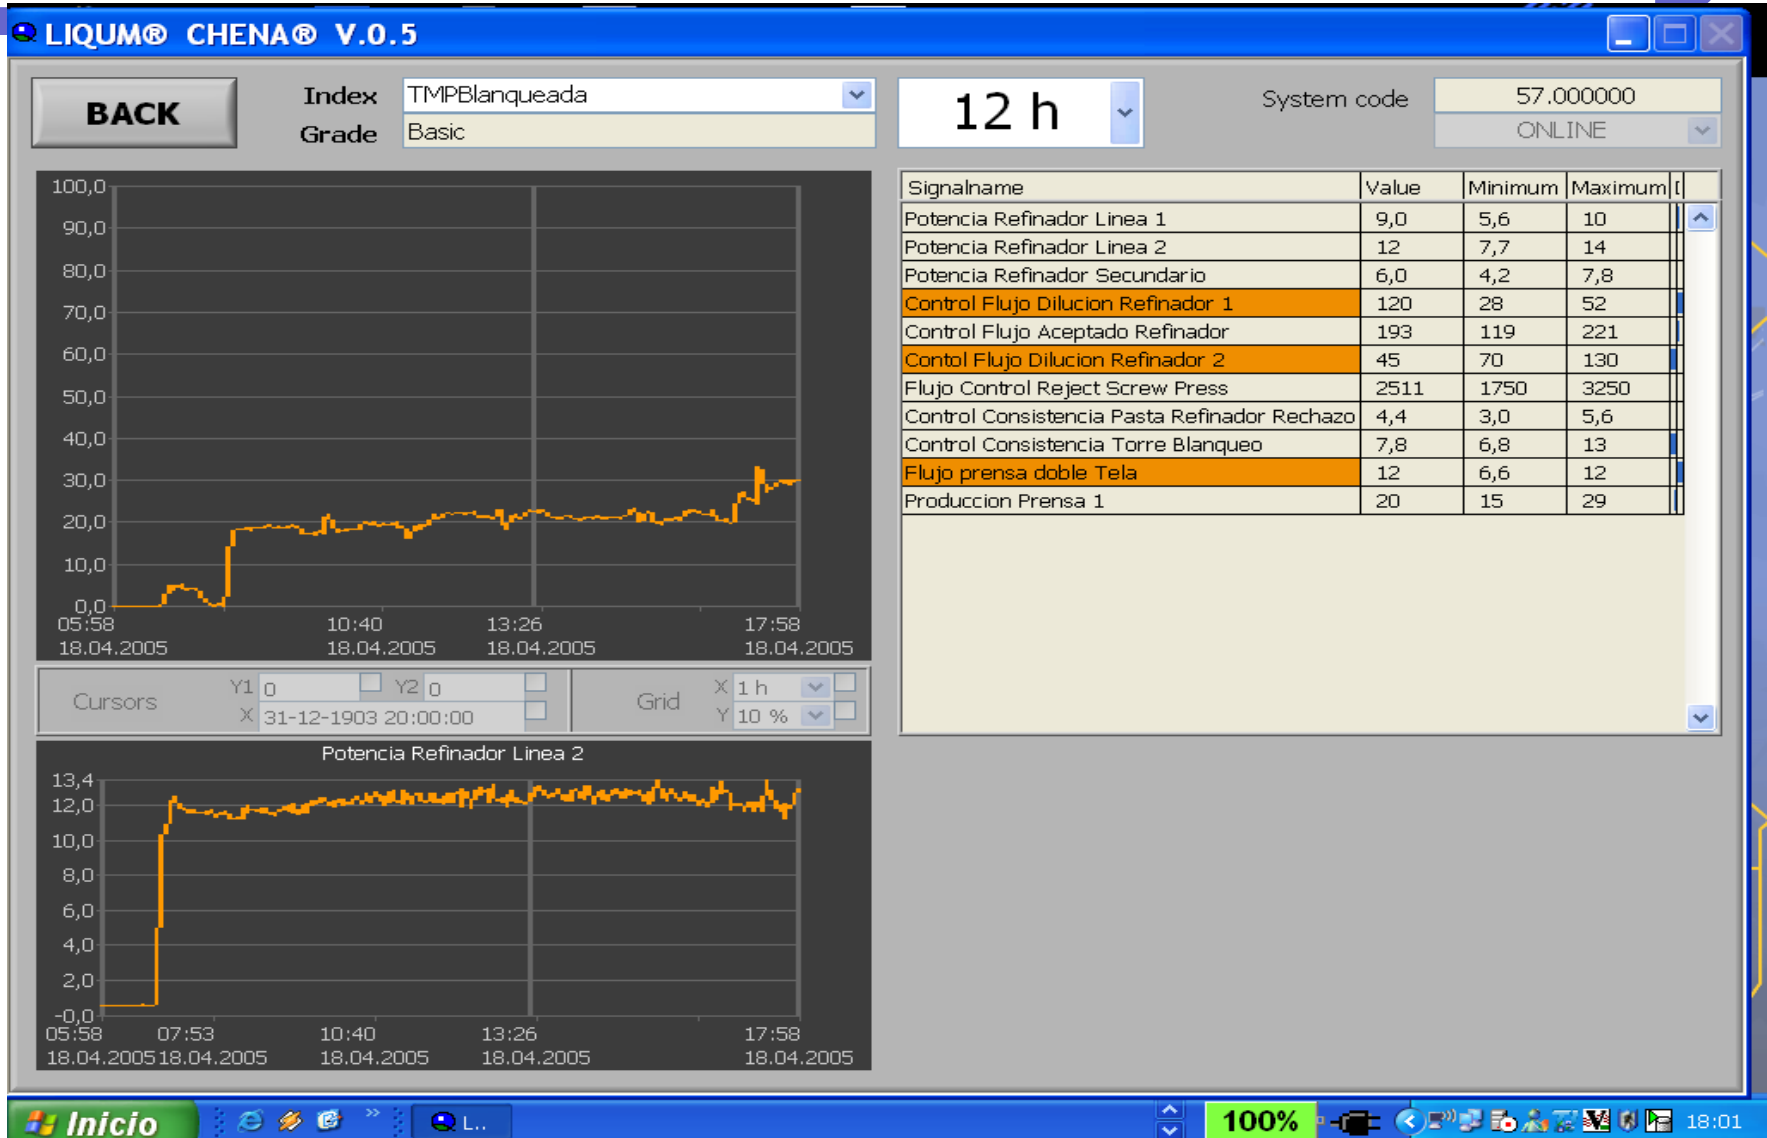 LIQUM® CHENA® V.0.5
BACK
Index
TMPBlanqueada
Grade
Basic
12 h
System code
57.000000
ONLINE
100,0
90,0
80,0
70,0
60,0
50,0
40,0
30,0
20,0
10,0
0,0
05:58 10:40 13:26 17:58
18.04.2005 18.04.2005 18.04.2005 18.04.2005
Cursors
Y1 0 Y2 0
X 31-12-1903 20:00:00
Grid
X 1 h
Y 10 %
Potencia Refinador Linea 2
13,4
12,0
10,0
8,0
6,0
4,0
2,0
-0,0
05:58 07:53 10:40 13:26 17:58
18.04.2005 18.04.2005 18.04.2005 18.04.2005 18.04.2005
Signalname Value Minimum Maximum
Potencia Refinador Linea 1 9,0 5,6 10
Potencia Refinador Linea 2 12 7,7 14
Potencia Refinador Secundario 6,0 4,2 7,8
Control Flujo Dilucion Refinador 1 120 28 52
Control Flujo Aceptado Refinador 193 119 221
Contol Flujo Dilucion Refinador 2 45 70 130
Flujo Control Reject Screw Press 2511 1750 3250
Control Consistencia Pasta Refinador Rechazo 4,4 3,0 5,6
Control Consistencia Torre Blanqueo 7,8 6,8 13
Flujo prensa doble Tela 12 6,6 12
Produccion Prensa 1 20 15 29
Inicio
L..
100%
18:01